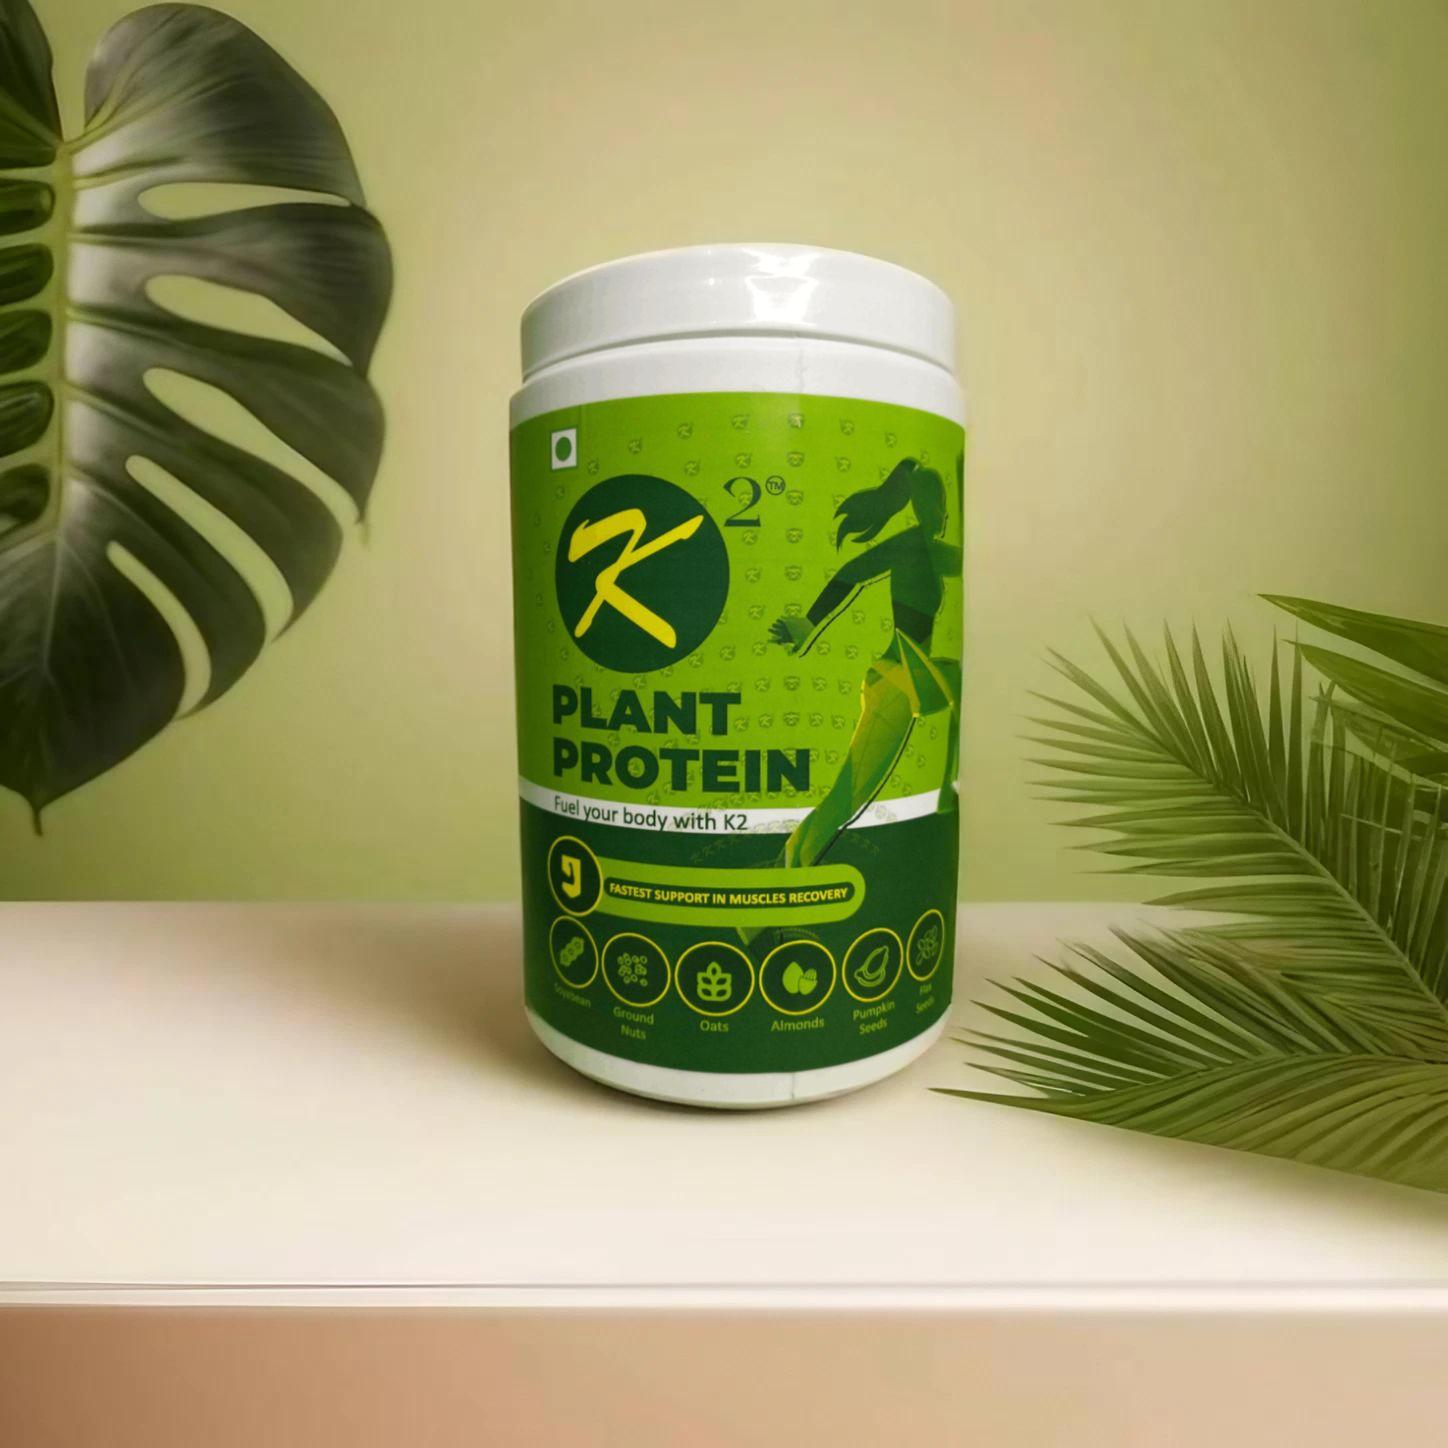 K 2 TM
PLANT
PROTEIN
Fuel your body with K2
FASTEST SUPPORT IN MUSCLES RECOVERY
Soyabean
Ground
Nuts
Oats
Almonds
Pumpkin
Seeds
Flax
Seeds